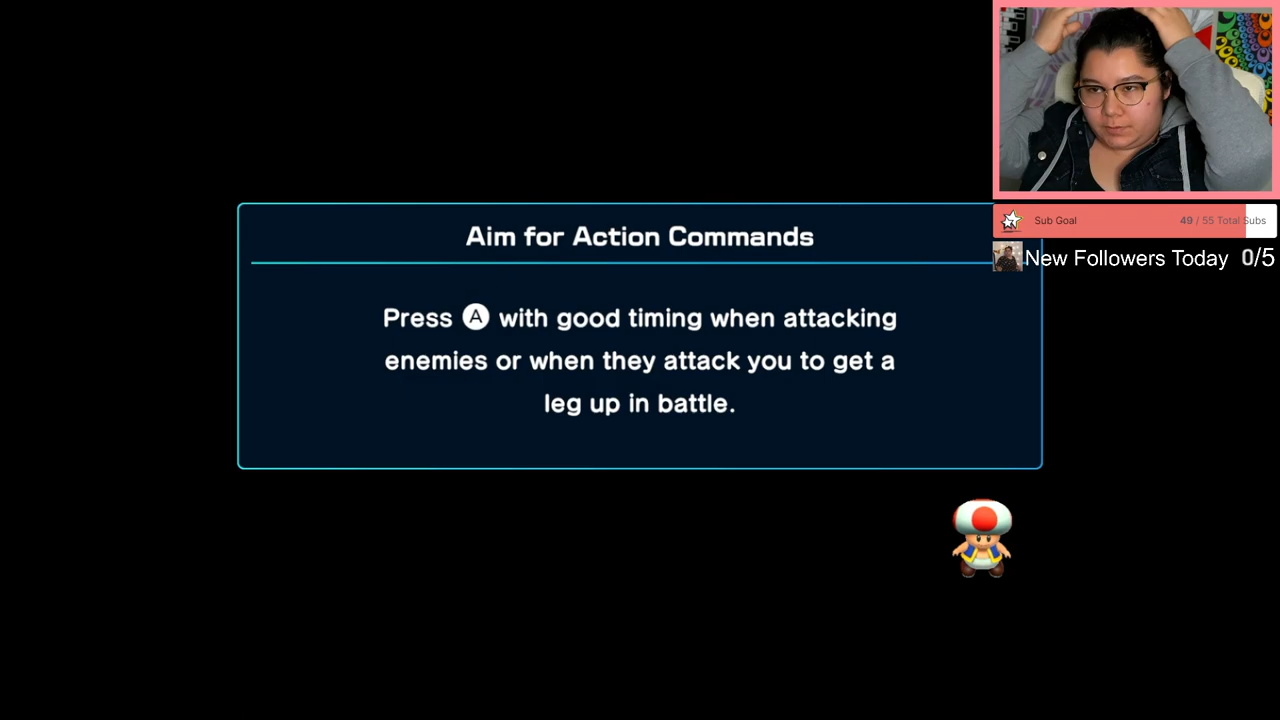 Sub Goal
49 / 55 Total Subs
New Followers Today 0/5
Aim for Action Commands
Press A with good timing when attacking
enemies or when they attack you to get a
leg up in battle.